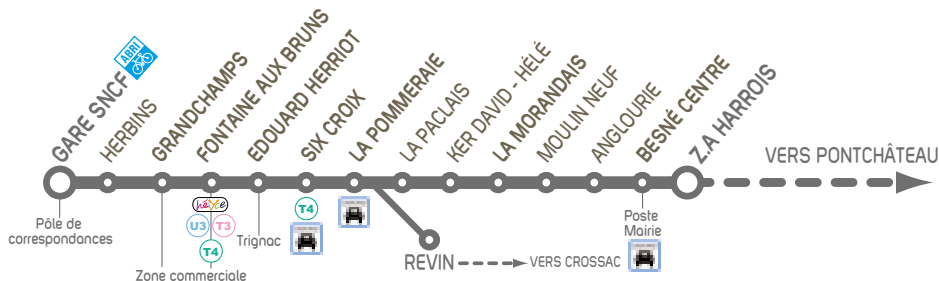 GARE SNCF
ABRI
HERBINS
GRANDCHAMPS
FONTAINE AUX BRUNS
EDOUARD HERRIOT
SIX CROIX
LA POMMERAIE
LA PACLAIS
KER DAVID - HÉLÉ
LA MORANDAIS
MOULIN NEUF
ANGLOURIE
BESNÉ CENTRE
Z.A HARROIS
VERS PONTCHÂTEAU
Pôle de
correspondances
Zone commerciale
hélYce
U3
T3
T4
Trignac
T4
REVIN
VERS CROSSAC
Poste
Mairie